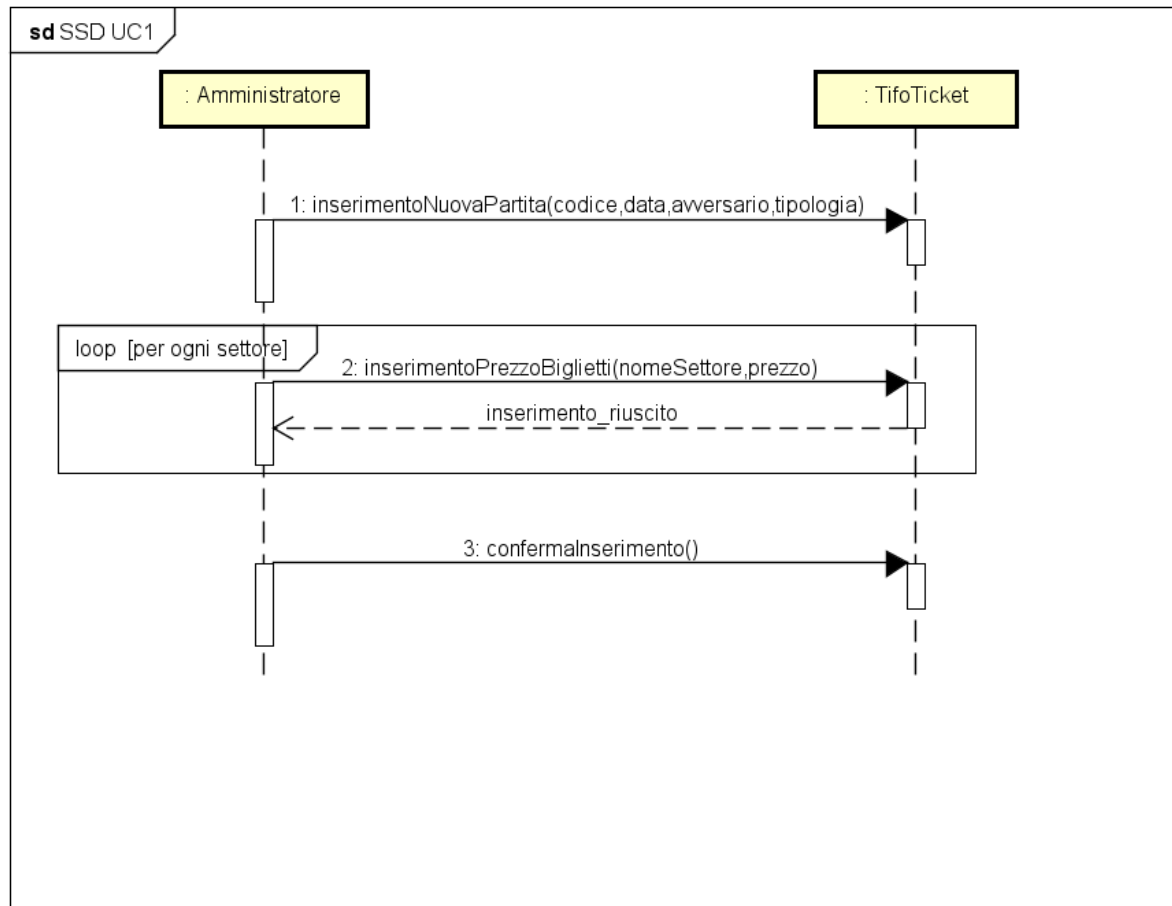 sd SSD UC1
: Amministratore
: TifoTicket
1: inserimentoNuovaPartita(codice,data,avversario,tipologia)
loop [per ogni settore]
2: inserimentoPrezzoBiglietti(nomeSettore,prezzo)
inserimento_riuscito
3: confermaInserimento()